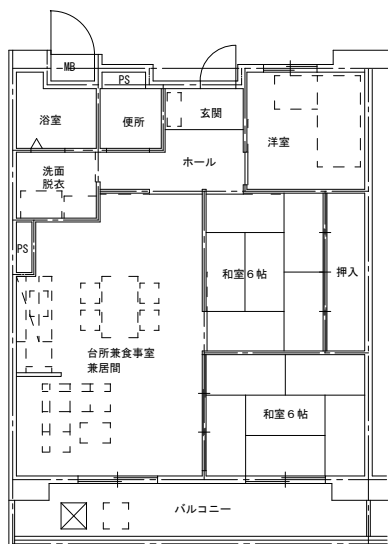 MB
PS
浴室
便所
玄関
洋室
ホール
洗面
脱衣
PS
和室６帖
押入
台所兼食事室
兼居間
和室６帖
バルコニー